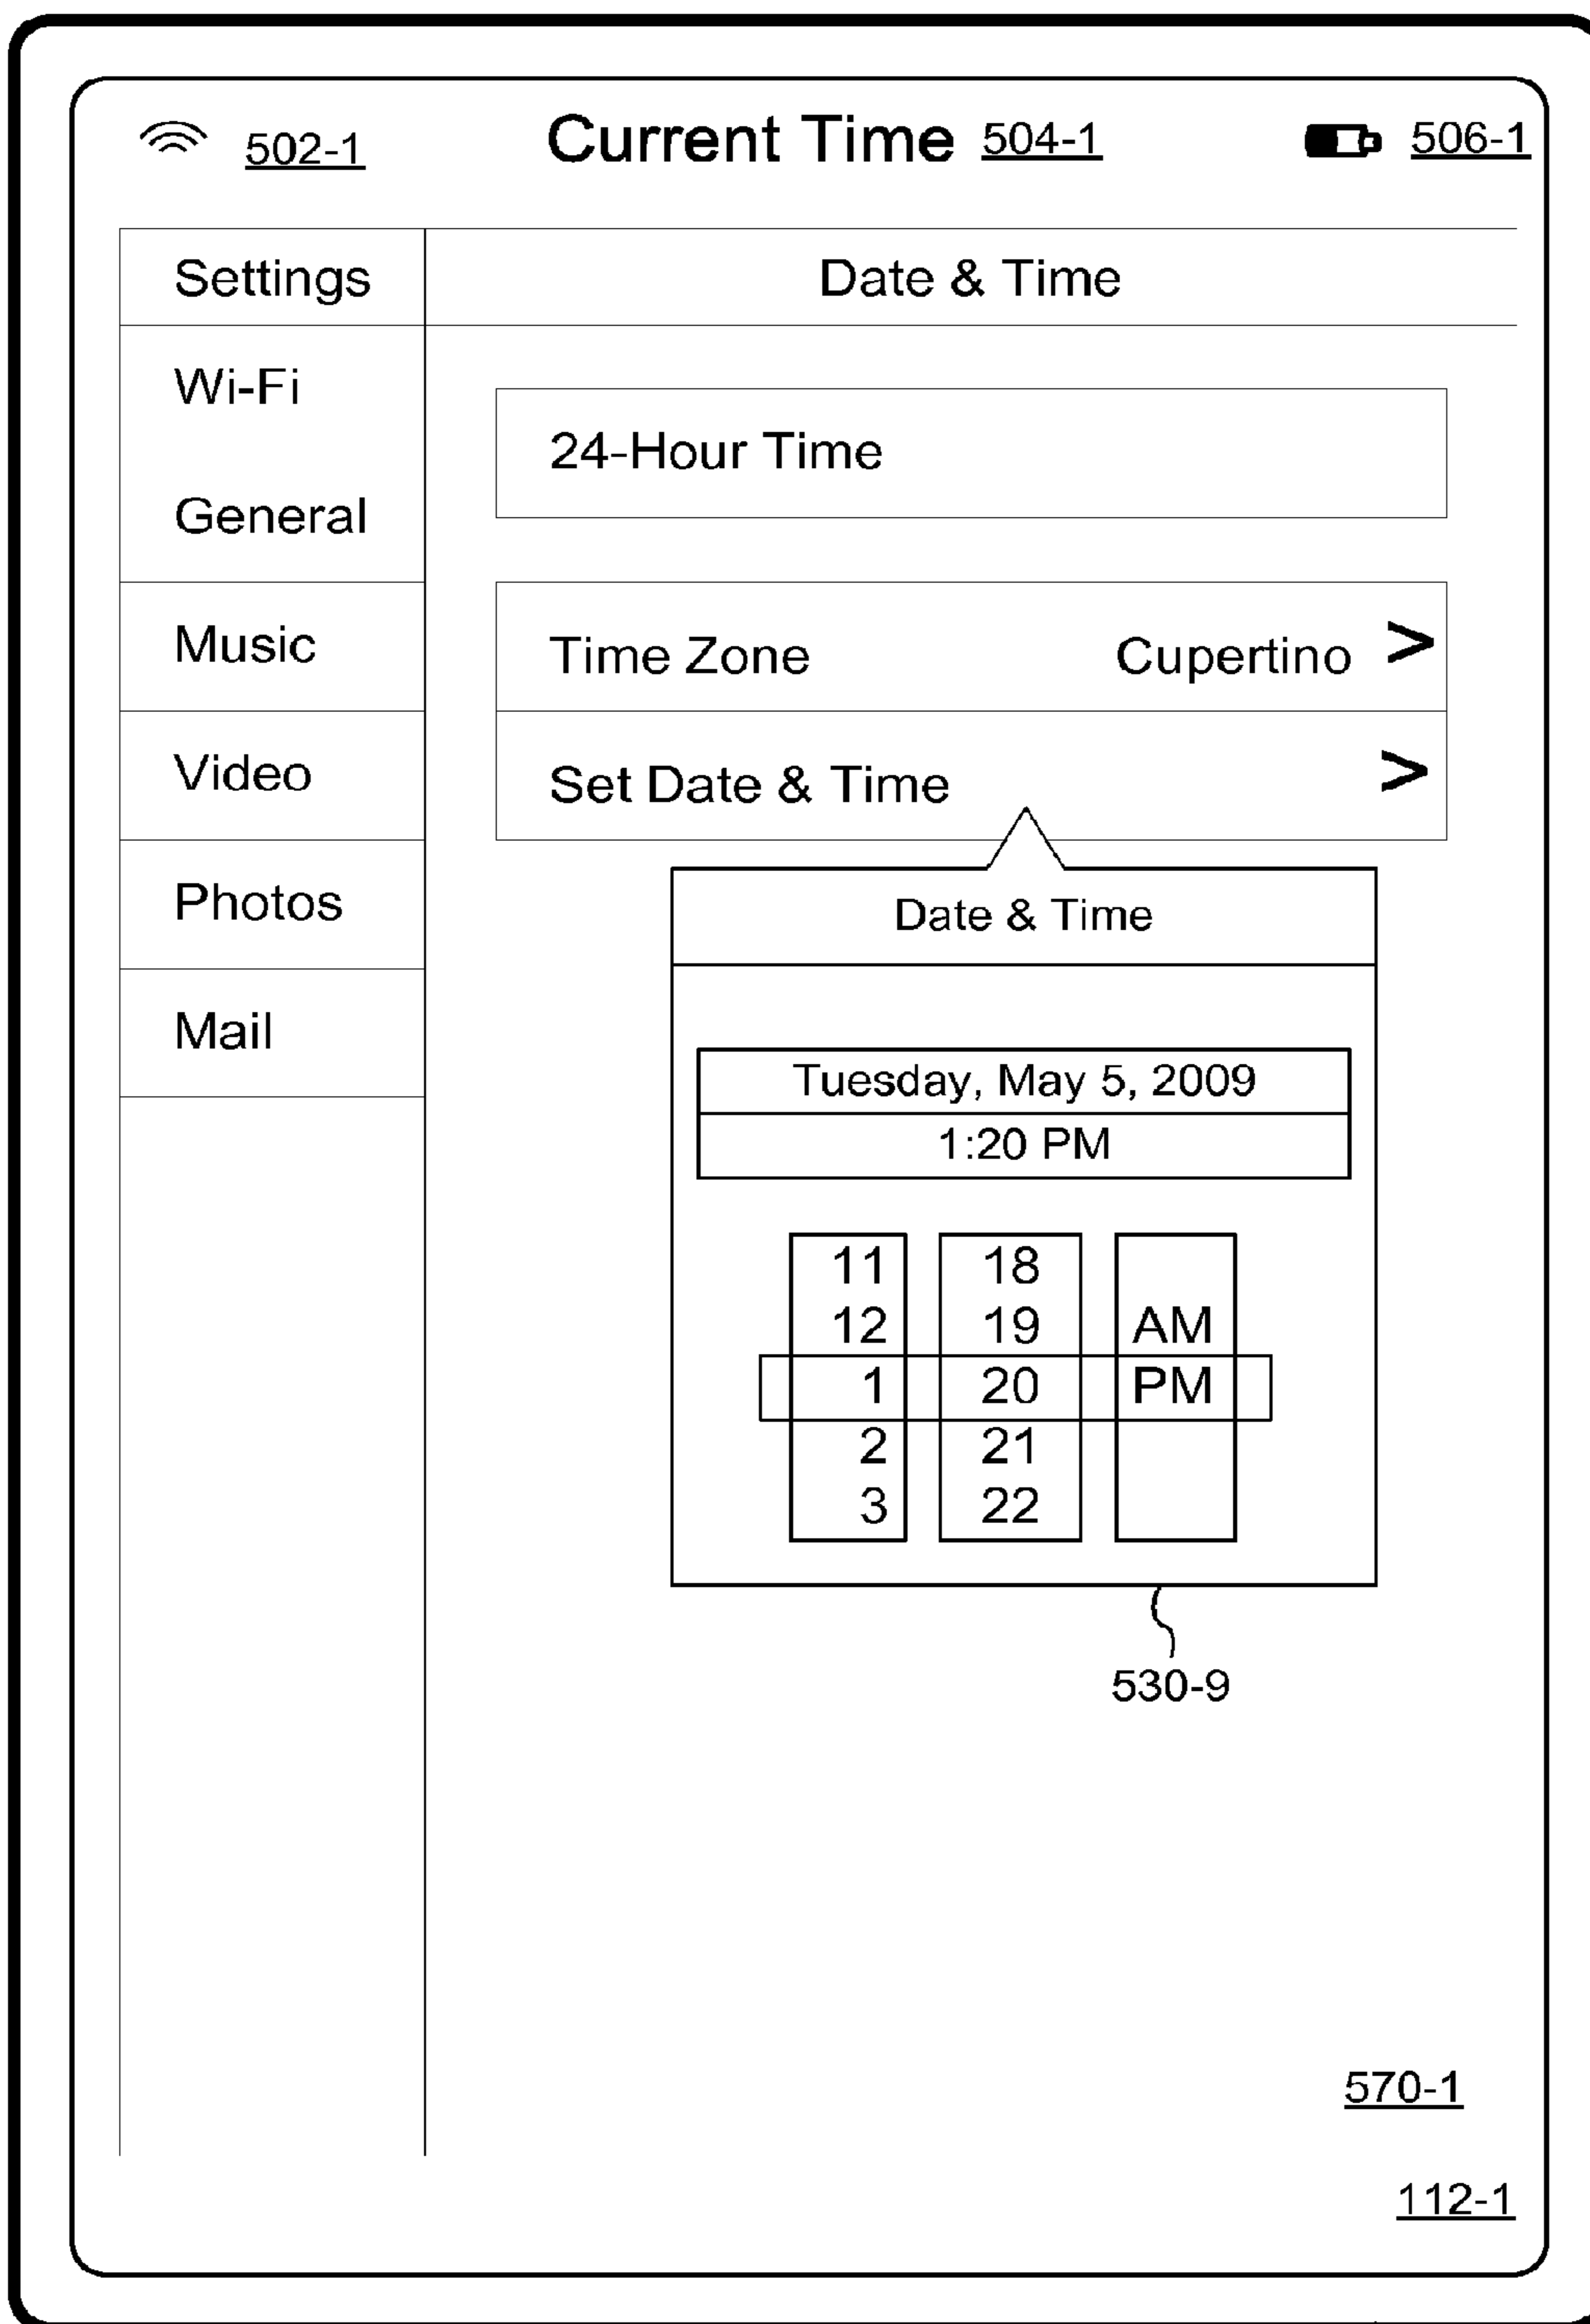 502-1 Current Time 504-1 506-1
Settings Date & Time
Wi-Fi
24-Hour Time
General
Music
Time Zone Cupertino >
Video
Set Date & Time >
Photos
Date & Time
Mail
Tuesday, May 5, 2009
1:20 PM
11 18
12 19 AM
1 20 PM
2 21
3 22
530-9
570-1
112-1